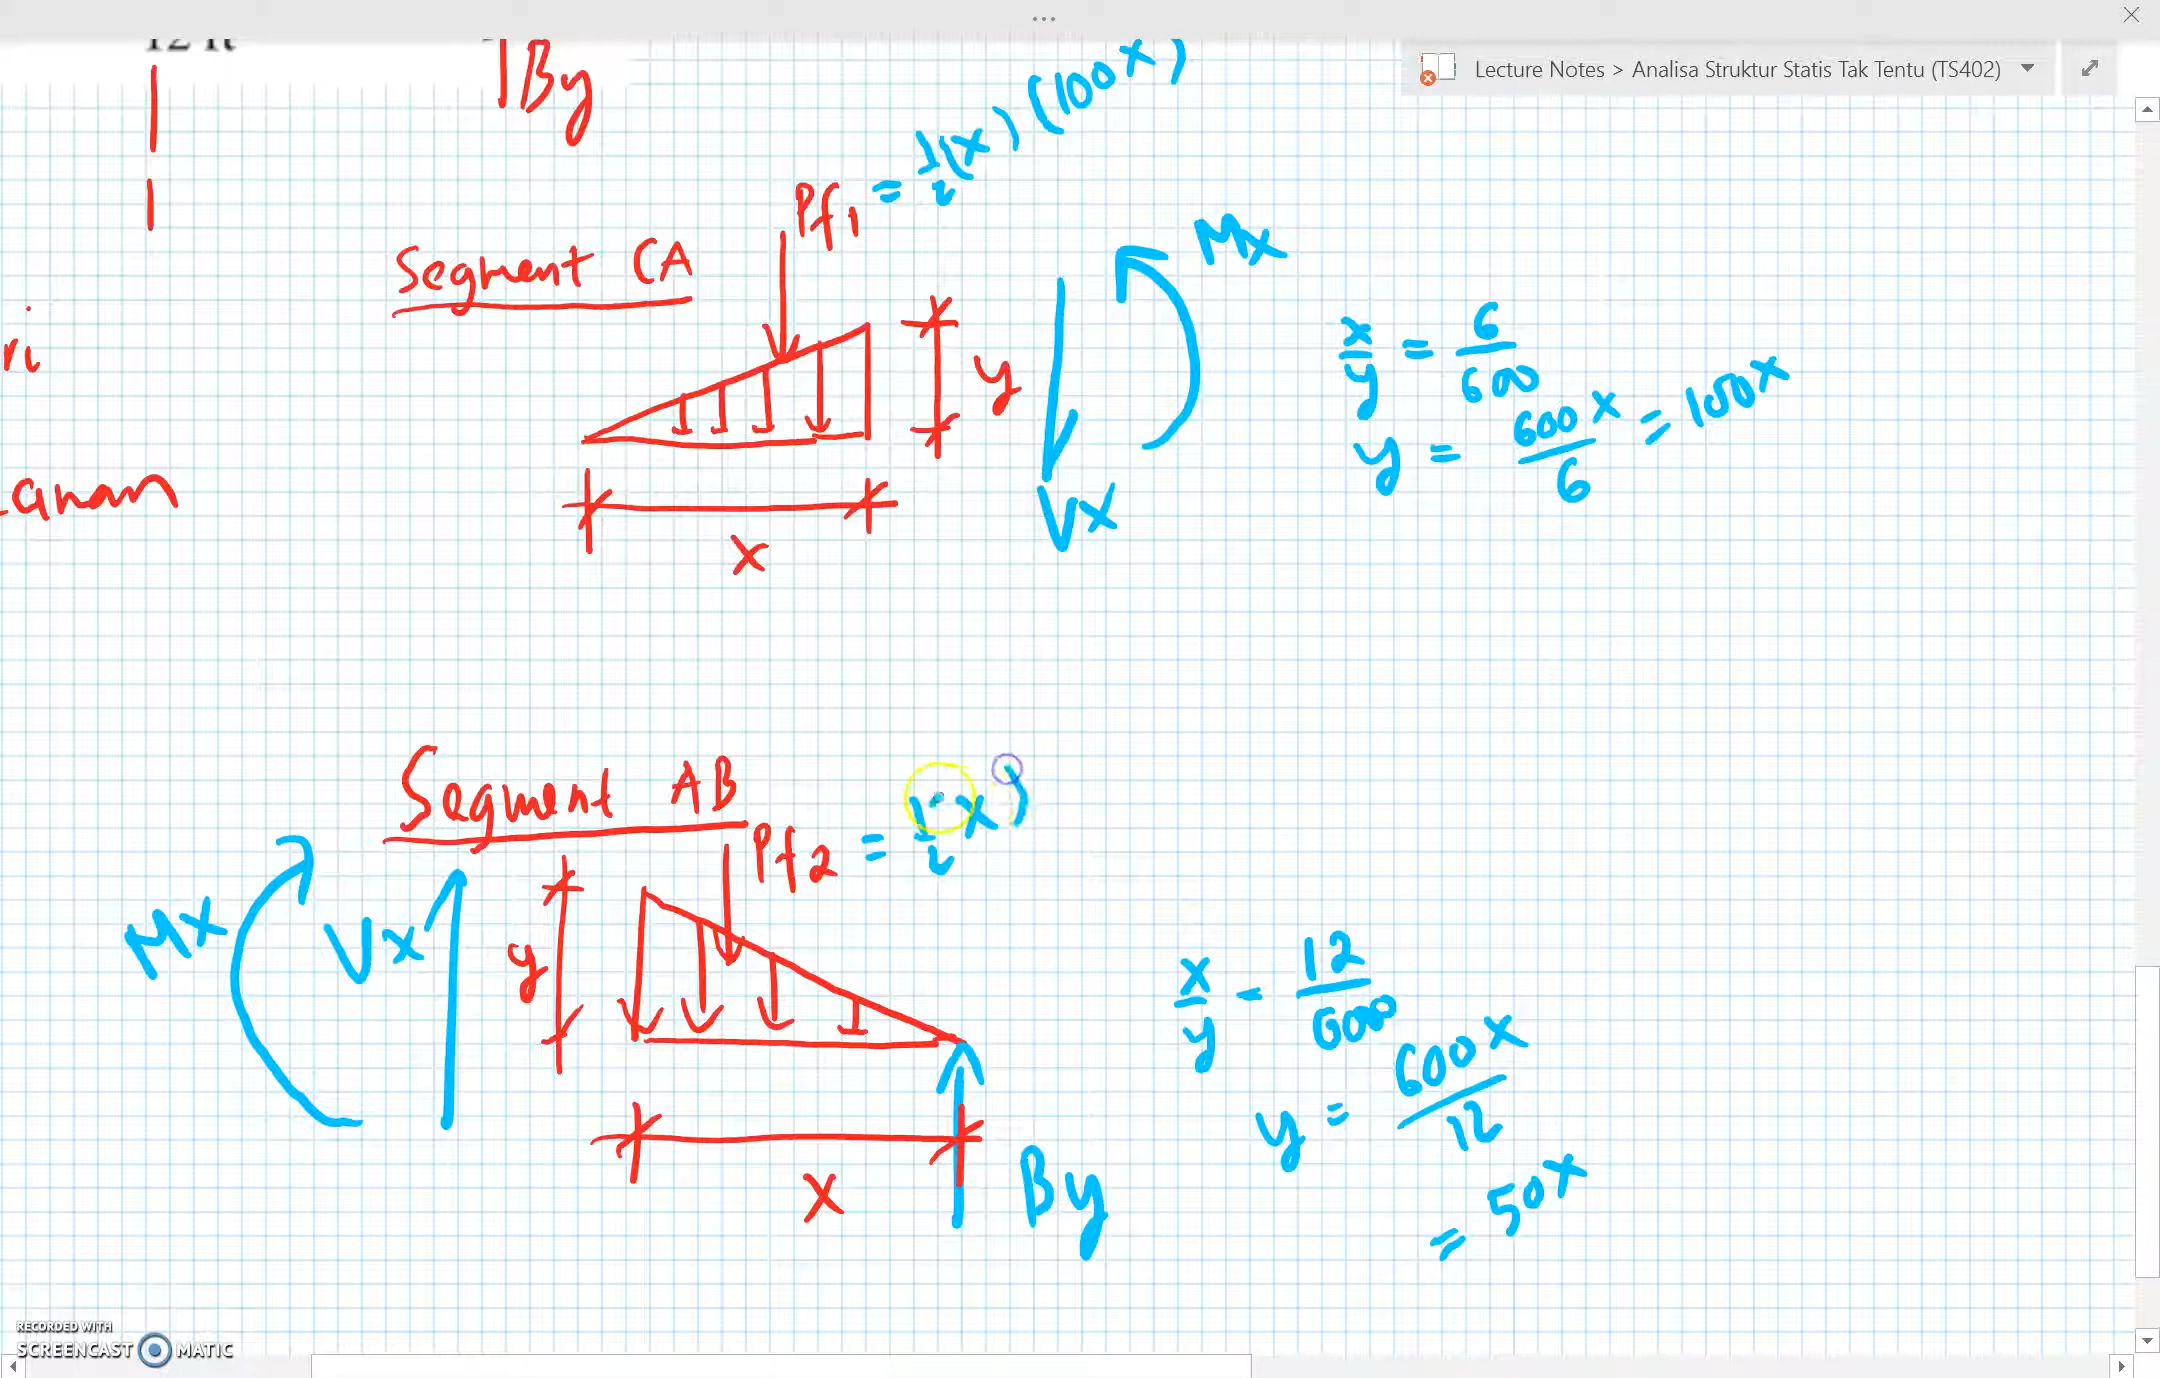 Lecture Notes > Analisa Struktur Statis Tak Tentu (TS402)
By
Pf1 = 1/2 (x) (100x)
Segment CA
Mx
y
Vx
x
x/y = 6/600
y = 600x/6 = 100x
ri
anan
Segment AB
Pf2 = 1/2 x)
Mx
Vx
y
x
By
x/y = 12/600
y = 600x/12
= 50x
RECORDED WITH
SCREENCAST MATIC